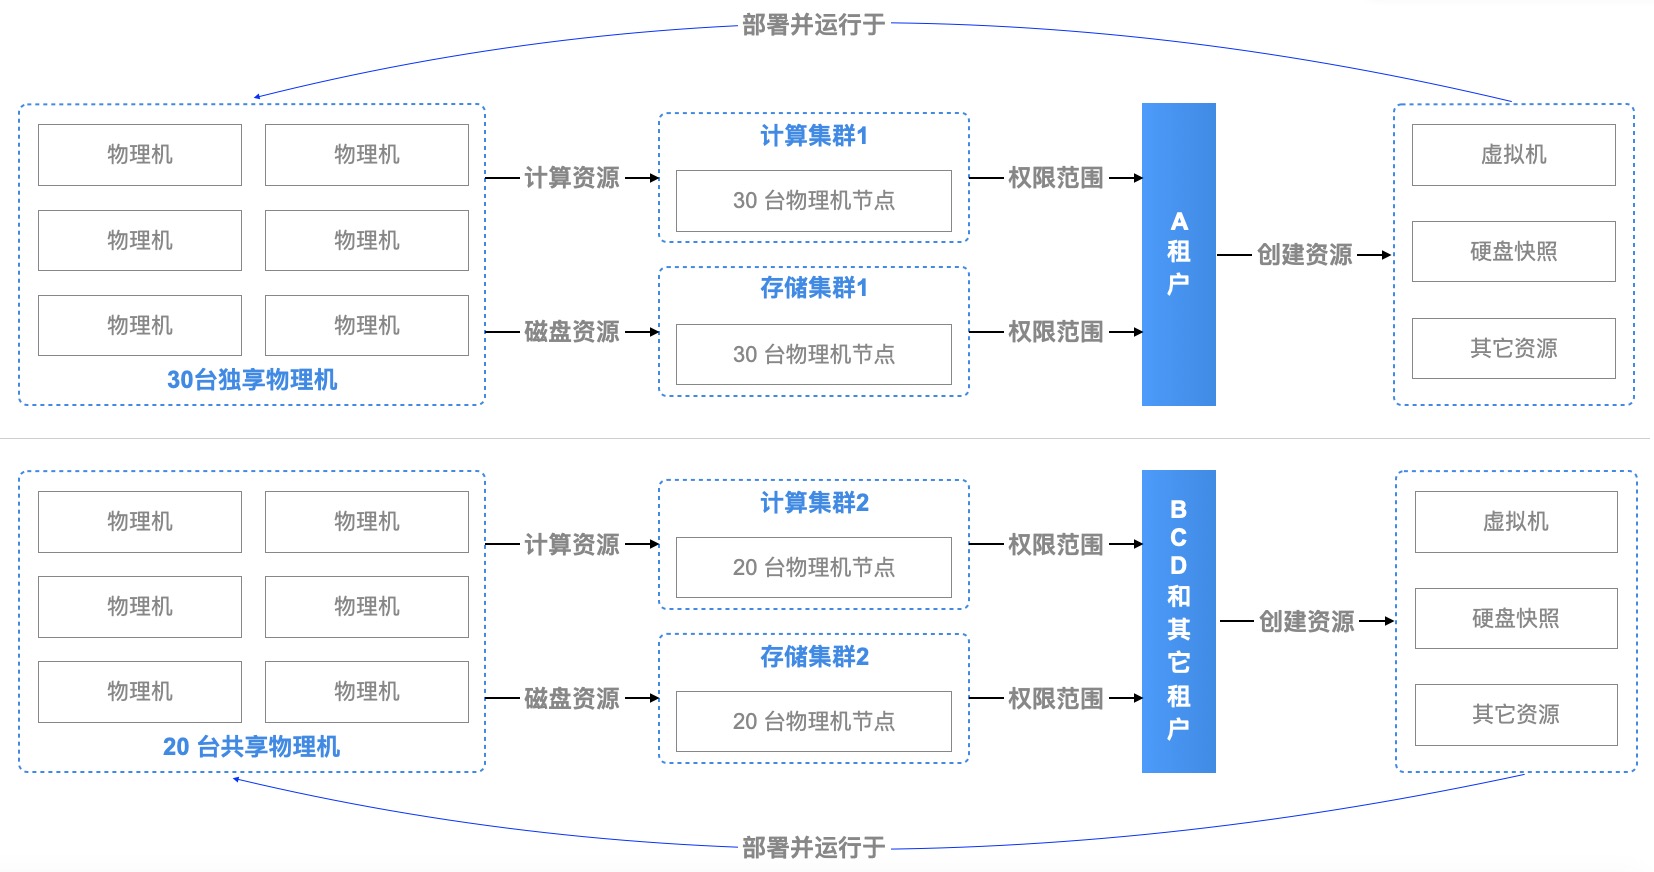 部署并运行于
物理机
物理机
物理机
物理机
物理机
物理机
30台独享物理机
计算资源
磁盘资源
计算集群1
30 台物理机节点
存储集群1
30 台物理机节点
权限范围
权限范围
A
租
户
创建资源
虚拟机
硬盘快照
其它资源
物理机
物理机
物理机
物理机
物理机
物理机
20 台共享物理机
计算资源
磁盘资源
计算集群2
20 台物理机节点
存储集群2
20 台物理机节点
权限范围
权限范围
B
C
D
和
其
它
租
户
创建资源
虚拟机
硬盘快照
其它资源
部署并运行于